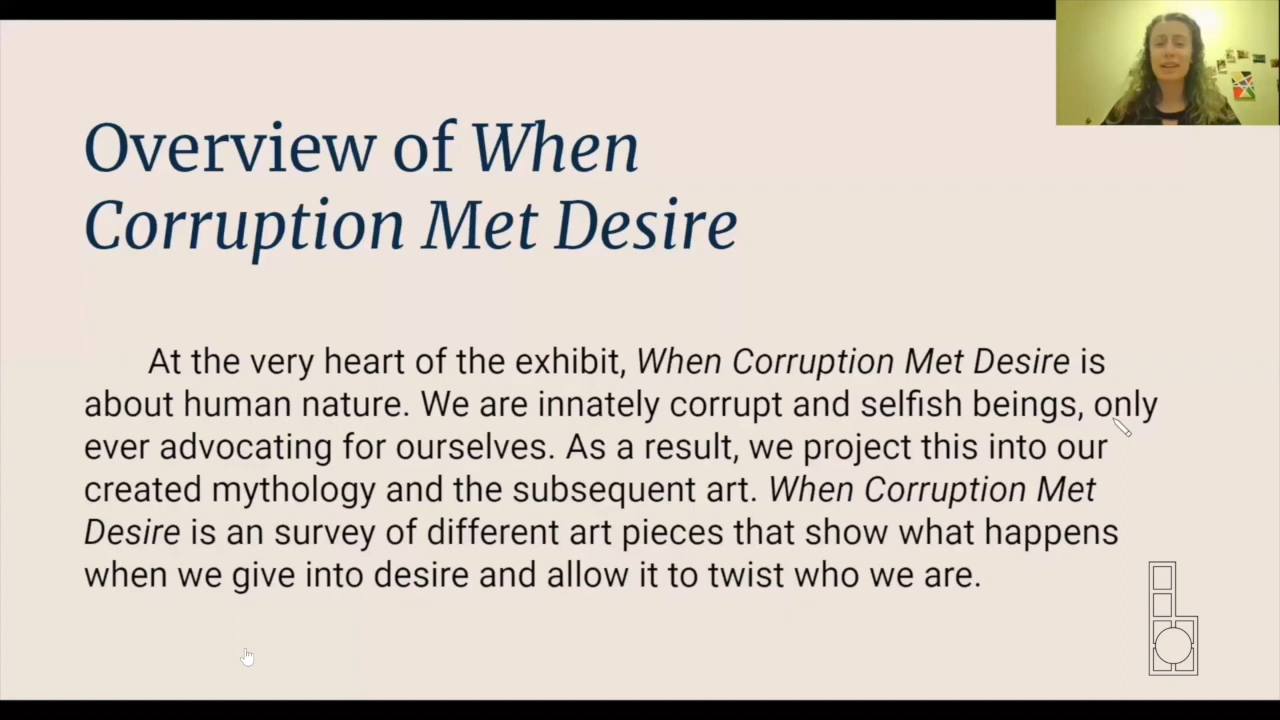 Overview of When
Corruption Met Desire
At the very heart of the exhibit, When Corruption Met Desire is
about human nature. We are innately corrupt and selfish beings, only
ever advocating for ourselves. As a result, we project this into our
created mythology and the subsequent art. When Corruption Met
Desire is an survey of different art pieces that show what happens
when we give into desire and allow it to twist who we are.